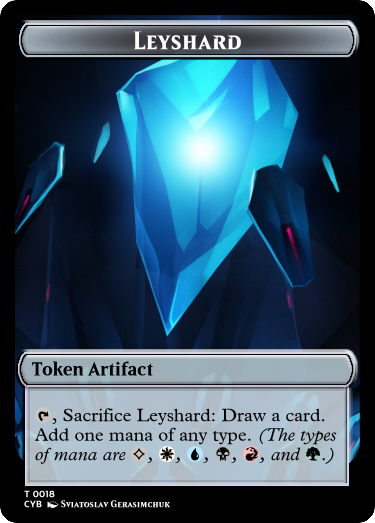 Leyshard
Token Artifact
, Sacrifice Leyshard: Draw a card.
Add one mana of any type. (The types
of mana are , , , , , and .)
T 0018
CYB Sviatoslav Gerasimchuk